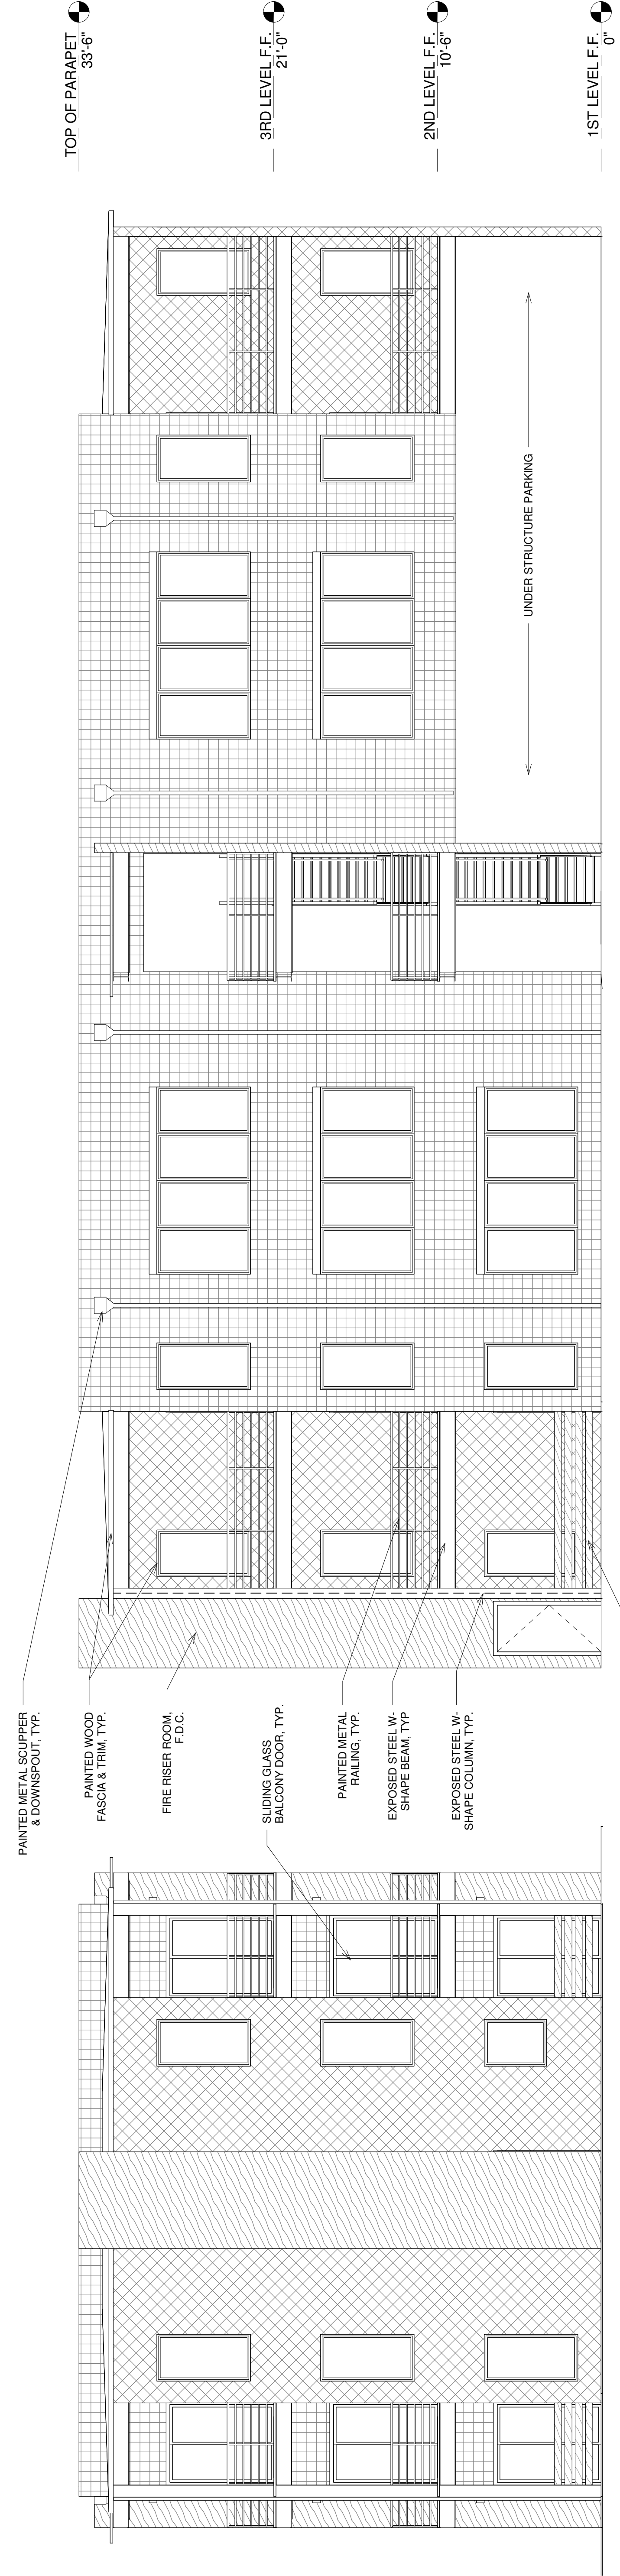 PAINTED METAL SCUPPER
& DOWNSPOUT, TYP.
PAINTED WOOD
FASCIA & TRIM, TYP.
FIRE RISER ROOM,
F.D.C.
SLIDING GLASS
BALCONY DOOR, TYP.
PAINTED METAL
RAILING, TYP.
EXPOSED STEEL W-
SHAPE BEAM, TYP
EXPOSED STEEL W-
SHAPE COLUMN, TYP.
UNDER STRUCTURE PARKING
TOP OF PARAPET
33'-6"
3RD LEVEL F.F.
21'-0"
2ND LEVEL F.F.
10'-6"
1ST LEVEL F.F.
0"